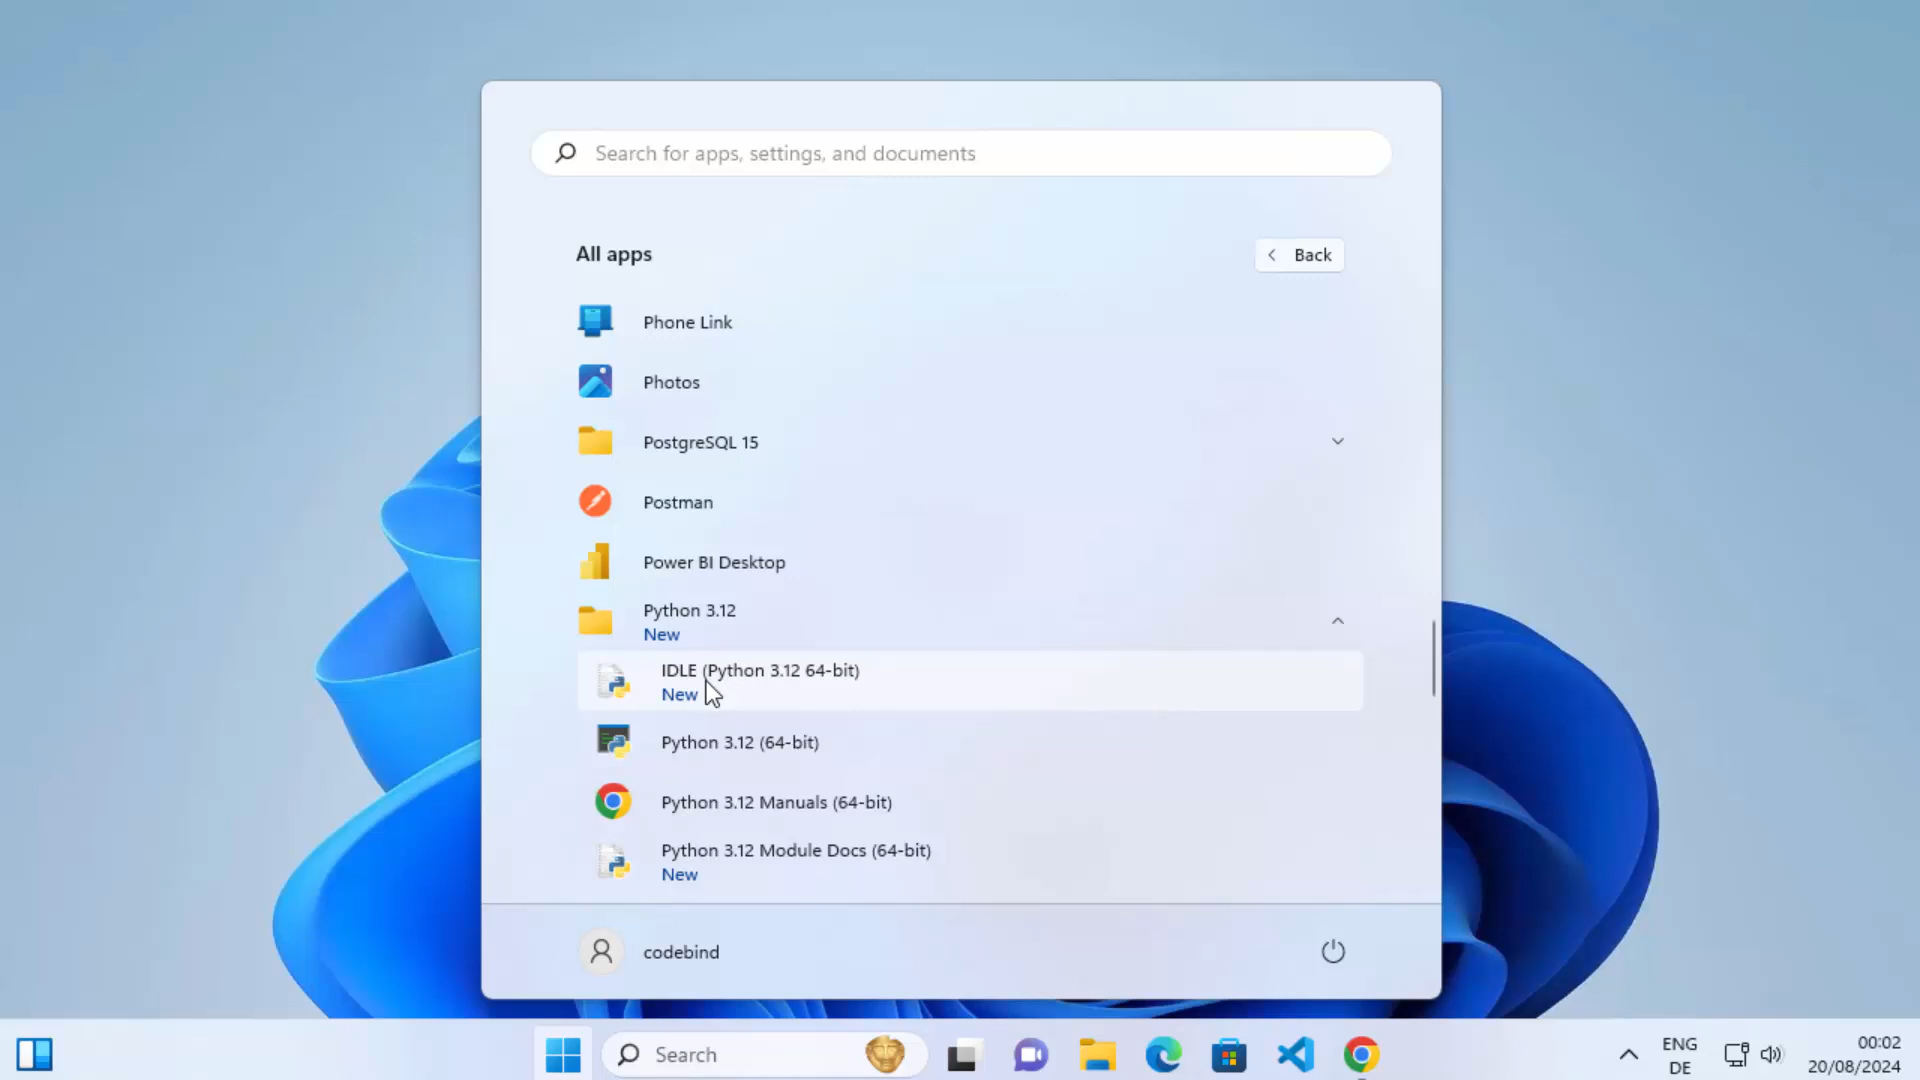 Search for apps, settings, and documents
All apps
Back
Phone Link
Photos
PostgreSQL 15
Postman
Power BI Desktop
Python 3.12
New
IDLE (Python 3.12 64-bit)
New
Python 3.12 (64-bit)
Python 3.12 Manuals (64-bit)
Python 3.12 Module Docs (64-bit)
New
codebind
Search
ENG
DE
00:02
20/08/2024